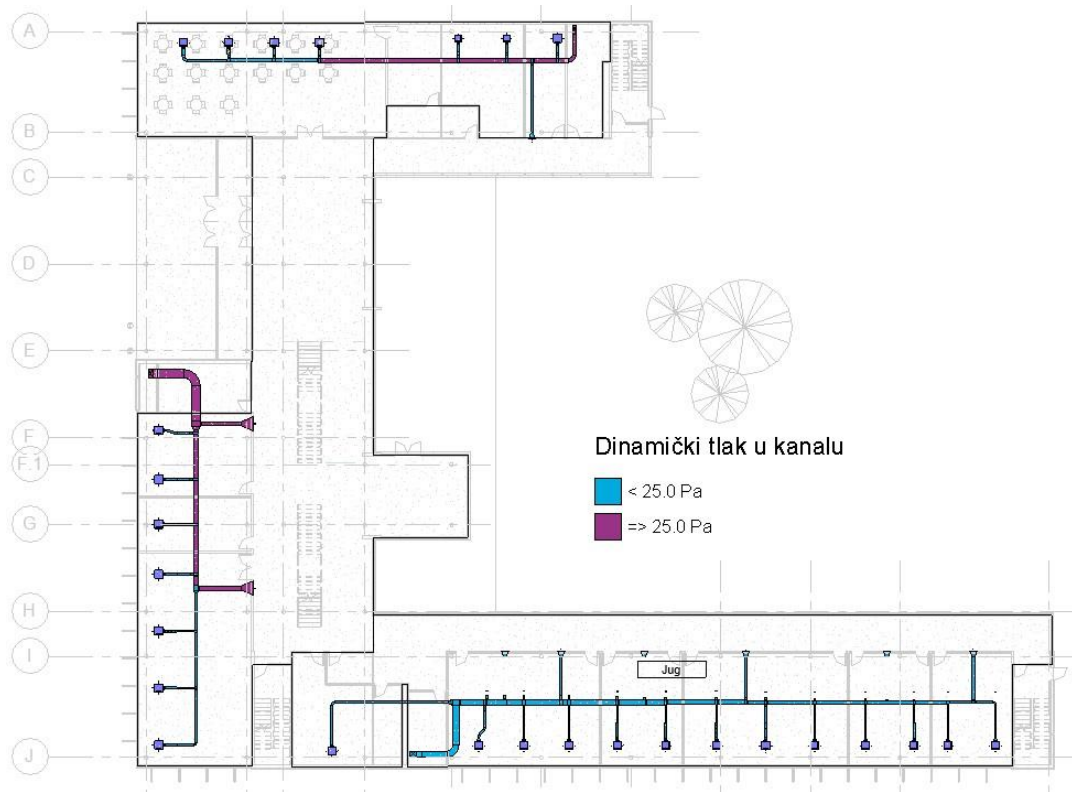 A
B
C
D
E
F
F.1
G
H
I
J
Dinamički tlak u kanalu
< 25.0 Pa
=> 25.0 Pa
Jug